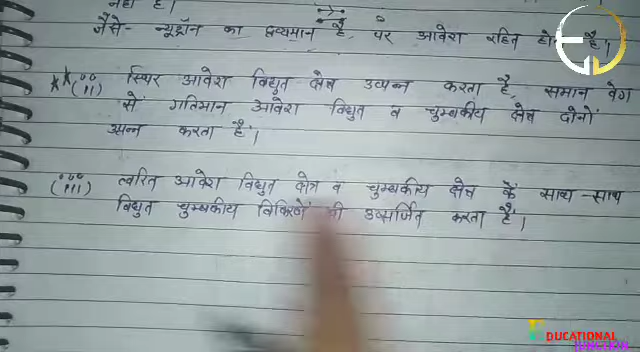 नहीं है।
जैसे- न्यूट्रॉन का द्रव्यमान है, पर आवेश रहित हो है।
** (ii) स्थिर आवेश विद्युत क्षेत्र उत्पन्न करता है, समान वेग
से गतिमान आवेश विद्युत व चुम्बकीय क्षेत्र दोनों
उत्पन्न करता है।
(iii) त्वरित आवेश विद्युत क्षेत्र व चुम्बकीय क्षेत्र के साथ-साथ
विद्युत चुम्बकीय विकिरणें भी उत्सर्जित करता है।
EDUCATIONAL